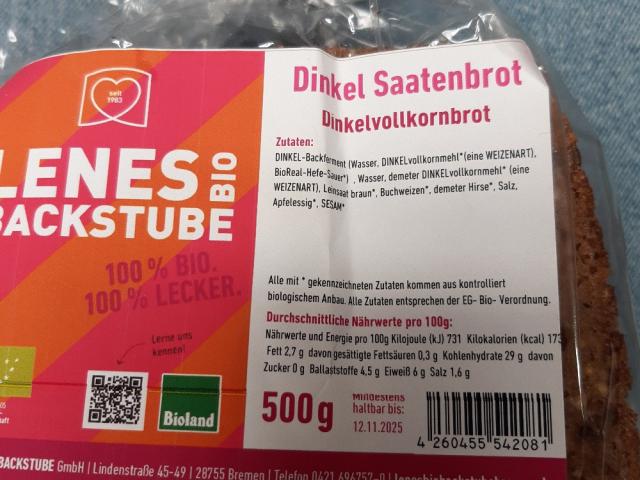 seit
1983
LENES
BIO
BACKSTUBE
100 % BIO.
100 % LECKER.
Lerne uns
kennen!
Bioland
Dinkel Saatenbrot
Dinkelvollkornbrot
Zutaten:
DINKEL-Backferment (Wasser, DINKELvollkornmehl*(eine WEIZENART),
BioReal-Hefe-Sauer*) , Wasser, demeter DINKELvollkornmehl* (eine
WEIZENART), Leinsaat braun*, Buchweizen*, demeter Hirse*, Salz,
Apfelessig*, SESAM*
Alle mit * gekennzeichneten Zutaten kommen aus kontrolliert
biologischem Anbau. Alle Zutaten entsprechen der EG- Bio- Verordnung.
Durchschnittliche Nährwerte pro 100g:
Nährwerte und Energie pro 100g Kilojoule (kJ) 731 Kilokalorien (kcal) 173
Fett 2,7 g davon gesättigte Fettsäuren 0,3 g Kohlenhydrate 29 g davon
Zucker 0 g Ballaststoffe 4,5 g Eiweiß 6 g Salz 1,6 g
500g
Mindestens
haltbar bis:
12.11.2025
4 260455 542081
BACKSTUBE GmbH | Lindenstraße 45-49 | 28755 Bremen | Telefon 0421 696757-0 |